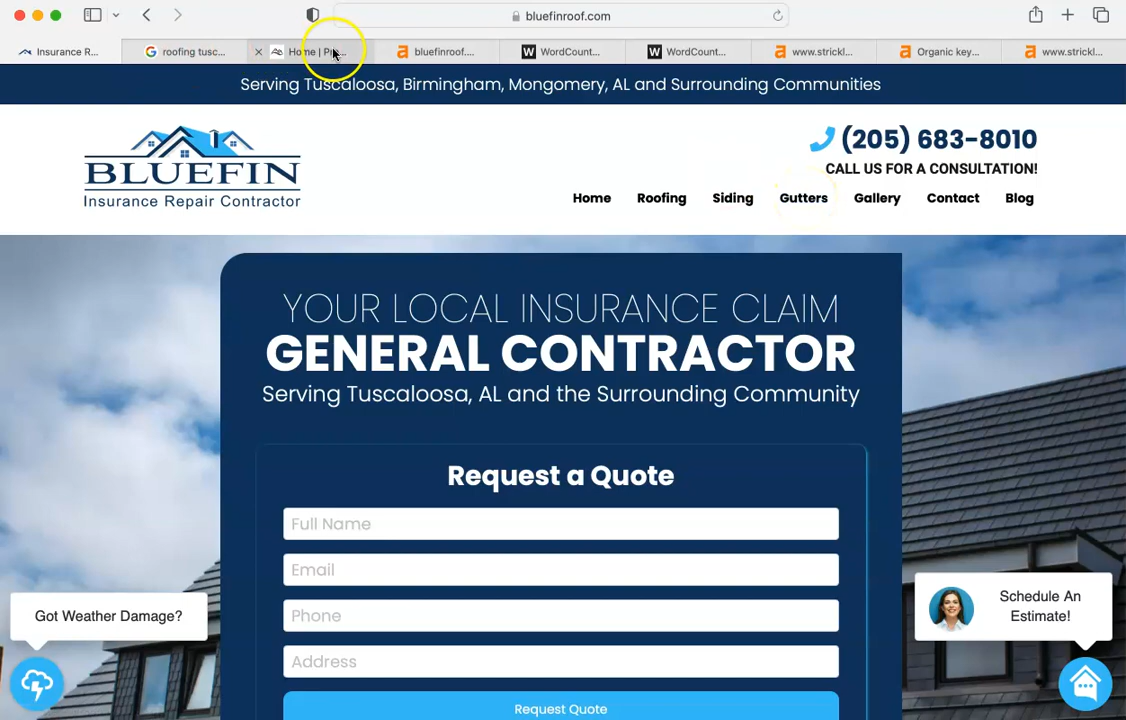 bluefinroof.com
Insurance R...
roofing tusc...
Home | P
bluefinroof....
WordCount...
WordCount...
www.strickl...
Organic key...
www.strickl...
Serving Tuscaloosa, Birmingham, Mongomery, AL and Surrounding Communities
BLUEFIN
Insurance Repair Contractor
(205) 683-8010
CALL US FOR A CONSULTATION!
Home Roofing Siding Gutters Gallery Contact Blog
YOUR LOCAL INSURANCE CLAIM
GENERAL CONTRACTOR
Serving Tuscaloosa, AL and the Surrounding Community
Request a Quote
Full Name
Email
Phone
Address
Request Quote
Got Weather Damage?
Schedule An
Estimate!